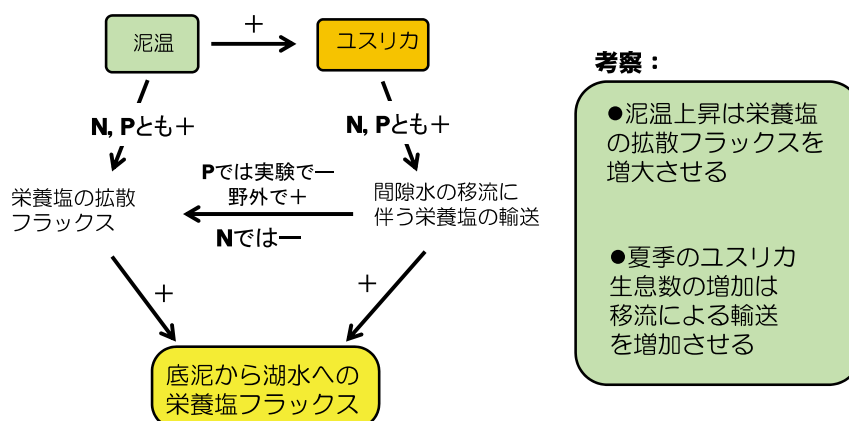 泥温
＋
ユスリカ
N, Pとも＋
N, Pとも＋
栄養塩の拡散
フラックス
Pでは実験でー
野外で＋
Nではー
間隙水の移流に
伴う栄養塩の輸送
＋
＋
底泥から湖水への
栄養塩フラックス
考察：
●泥温上昇は栄養塩
の拡散フラックスを
増大させる
●夏季のユスリカ
生息数の増加は
移流による輸送
を増加させる